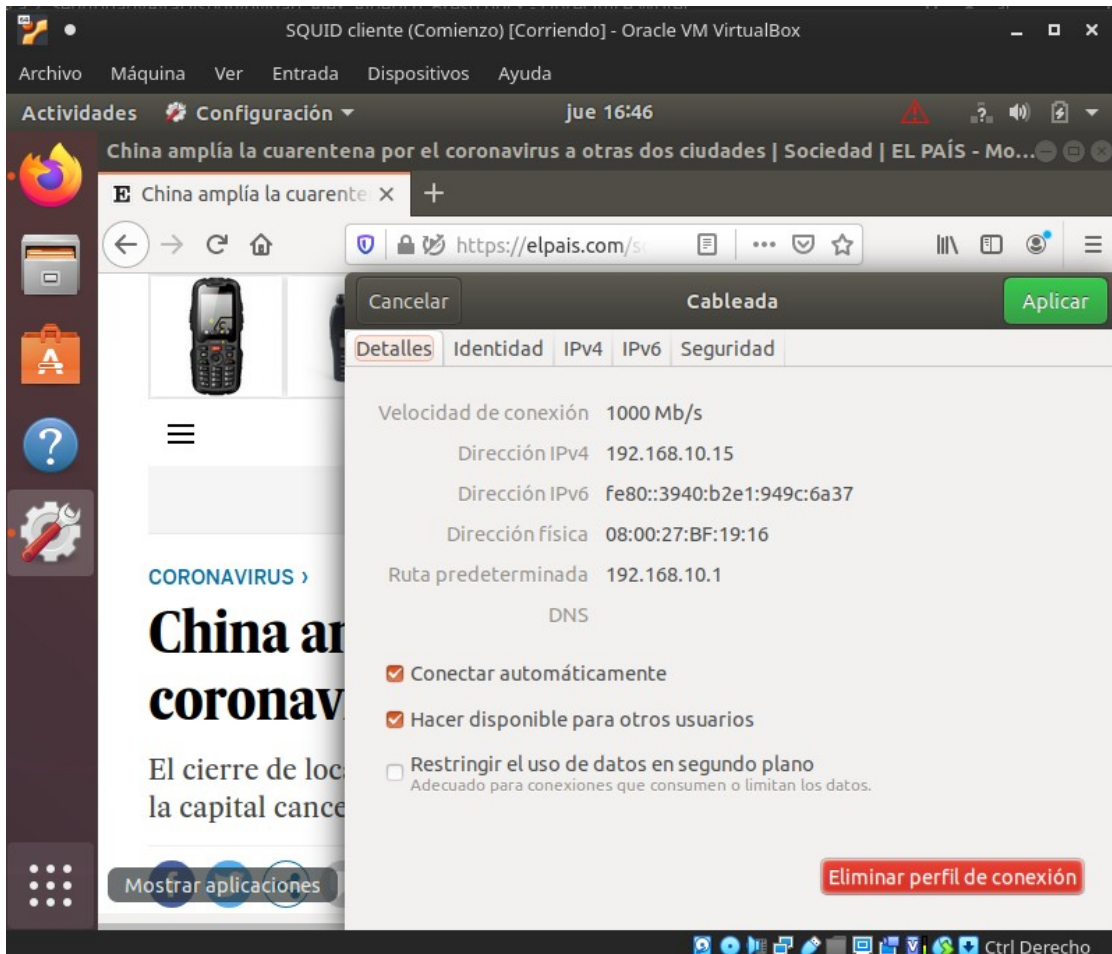 SQUID cliente (Comienzo) [Corriendo] - Oracle VM VirtualBox
Archivo Máquina Ver Entrada Dispositivos Ayuda
Actividades Configuración jue 16:46
China amplía la cuarentena por el coronavirus a otras dos ciudades | Sociedad | EL PAÍS - Mo...
E China amplía la cuarente
https://elpais.com/s
Cancelar Cableada Aplicar
Detalles Identidad IPv4 IPv6 Seguridad
Velocidad de conexión 1000 Mb/s
Dirección IPv4 192.168.10.15
Dirección IPv6 fe80::3940:b2e1:949c:6a37
Dirección física 08:00:27:BF:19:16
Ruta predeterminada 192.168.10.1
DNS
Conectar automáticamente
Hacer disponible para otros usuarios
Restringir el uso de datos en segundo plano
Adecuado para conexiones que consumen o limitan los datos.
Eliminar perfil de conexión
CORONAVIRUS ›
China a
coronav
El cierre de loc
la capital cance
Mostrar aplicaciones
Ctrl Derecho